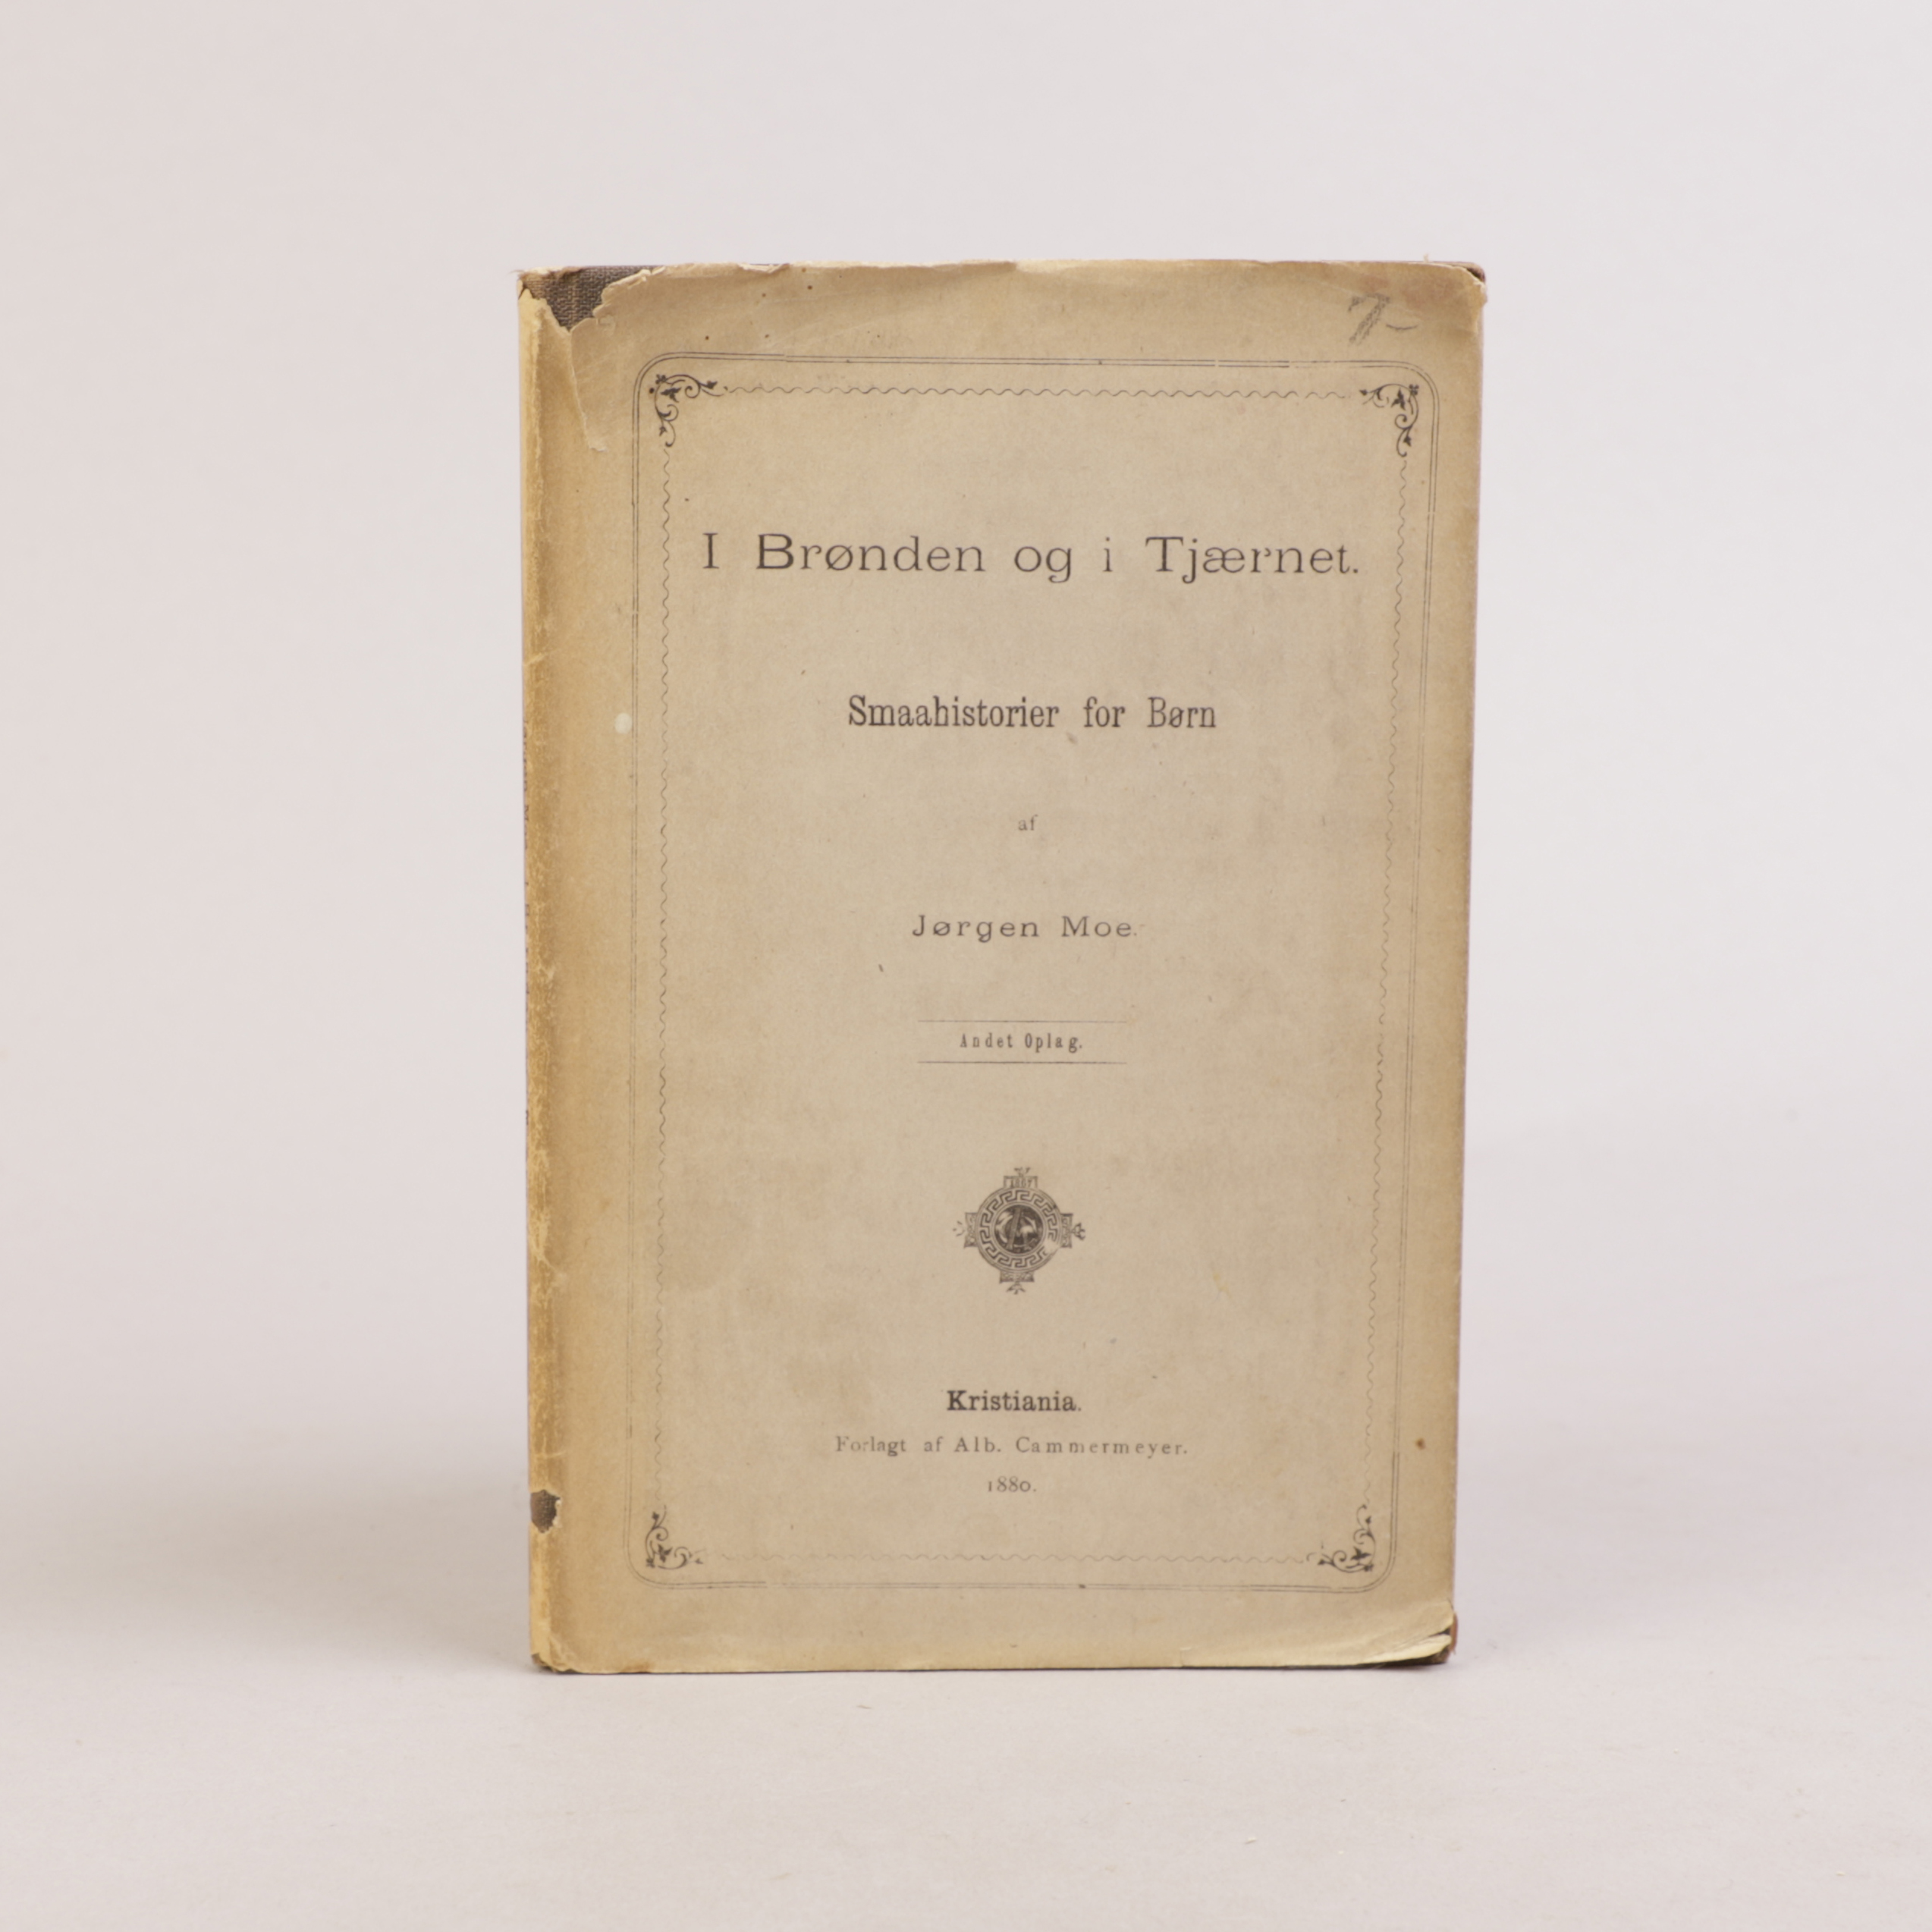 7-
I Brønden og i Tjærnet.
Smaahistorier for Børn
af
Jørgen Moe.
Andet Oplag.
Kristiania.
Forlagt af Alb. Cammermeyer.
1880.